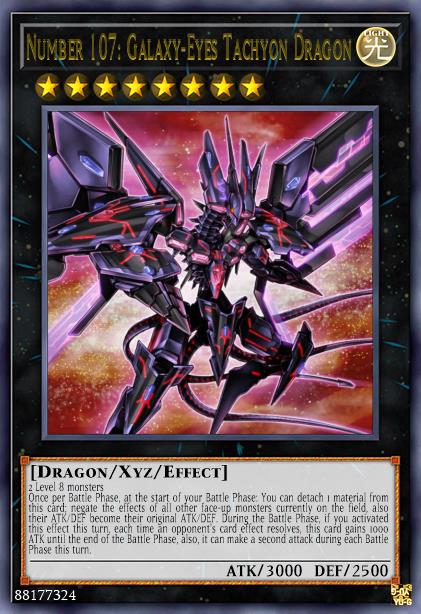 Number 107: Galaxy-Eyes Tachyon Dragon
LIGHT
光
[Dragon/Xyz/Effect]
2 Level 8 monsters
Once per Battle Phase, at the start of your Battle Phase: You can detach 1 material from
this card; negate the effects of all other face-up monsters currently on the field, also
their ATK/DEF become their original ATK/DEF. During the Battle Phase, if you activated
this effect this turn, each time an opponent's card effect resolves, this card gains 1000
ATK until the end of the Battle Phase, also, it can make a second attack during each Battle
Phase this turn.
ATK/3000 DEF/2500
88177324